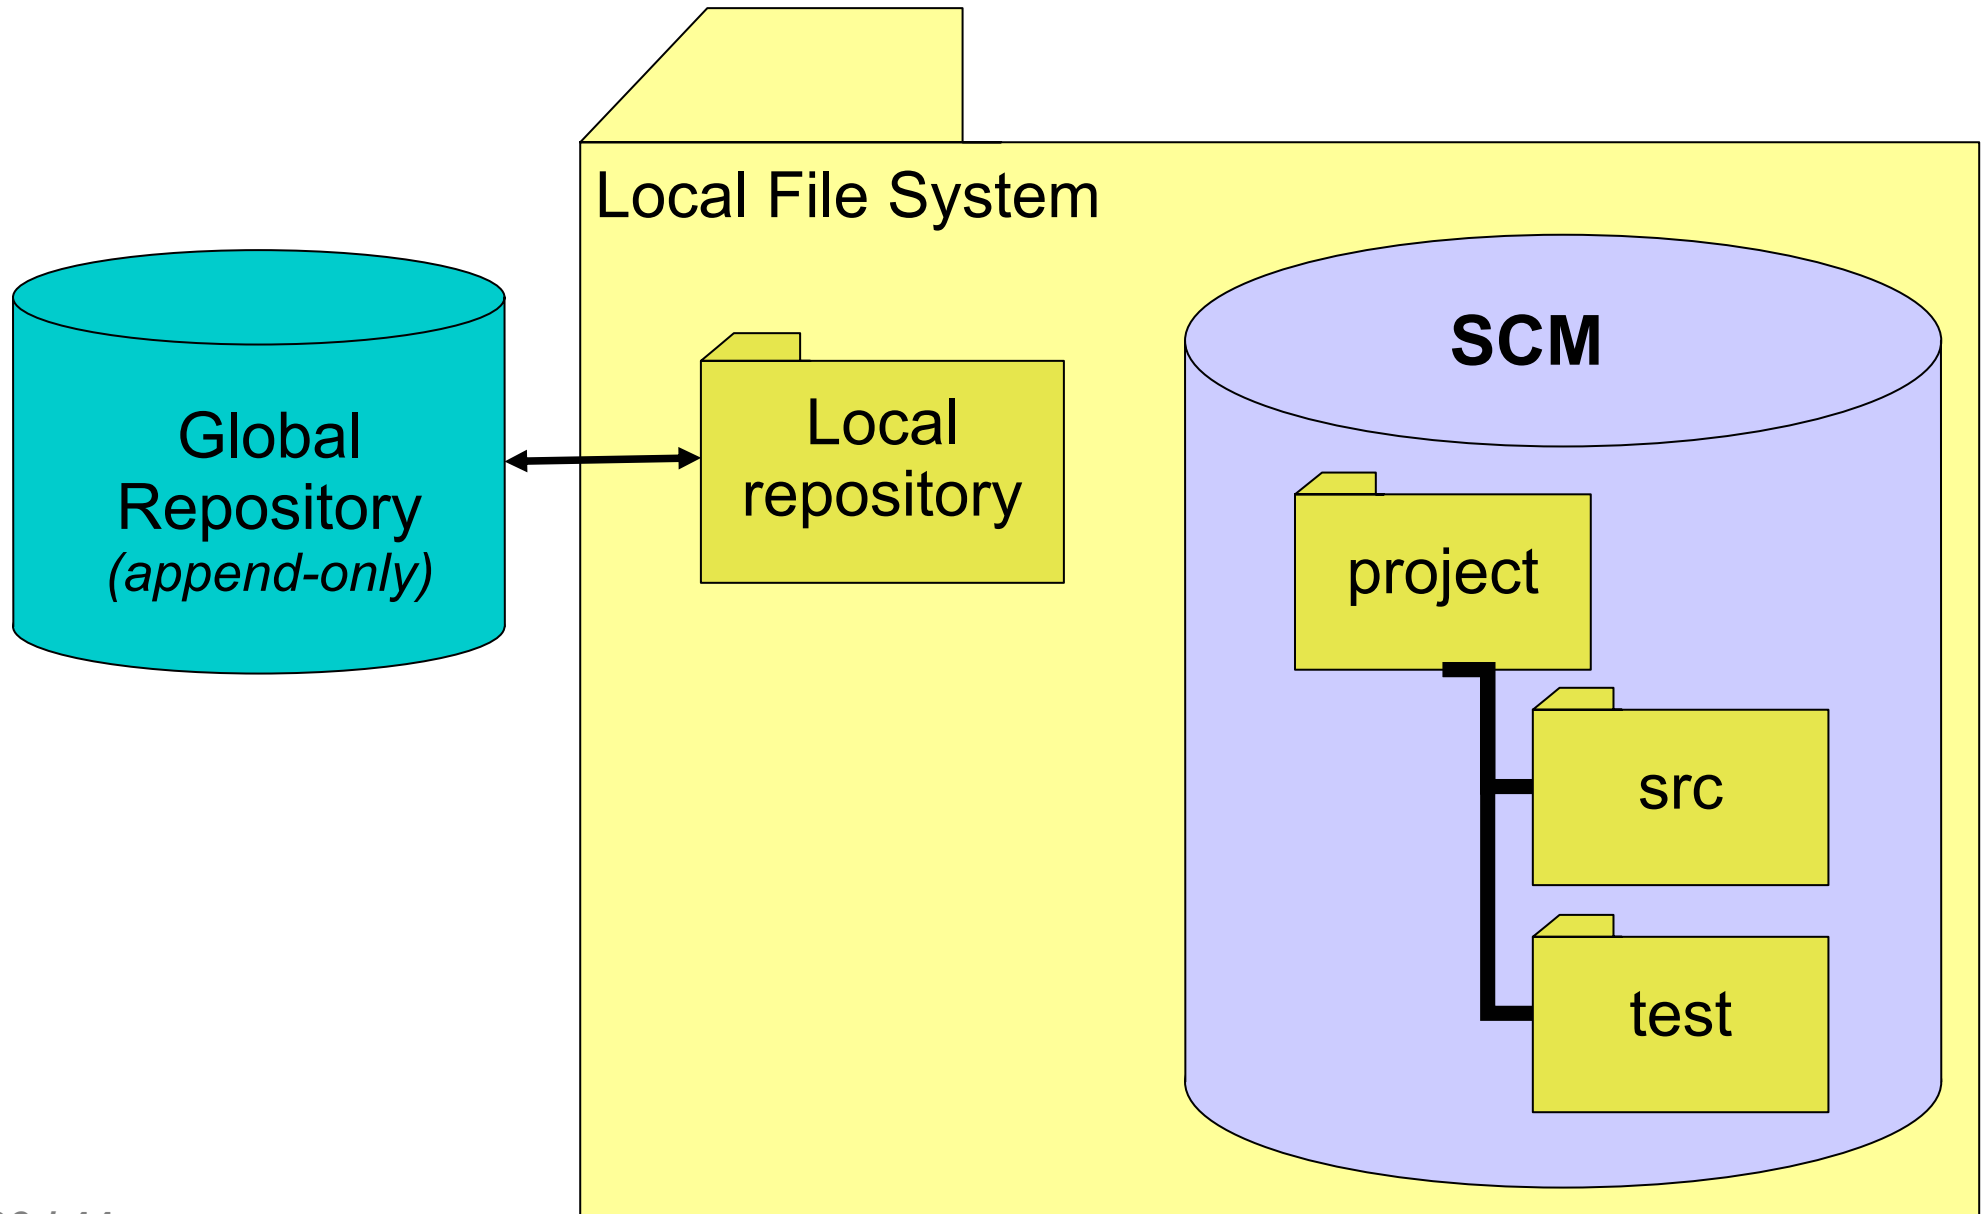 Local File System
Global
Repository
(append-only)
Local
repository
SCM
project
src
test